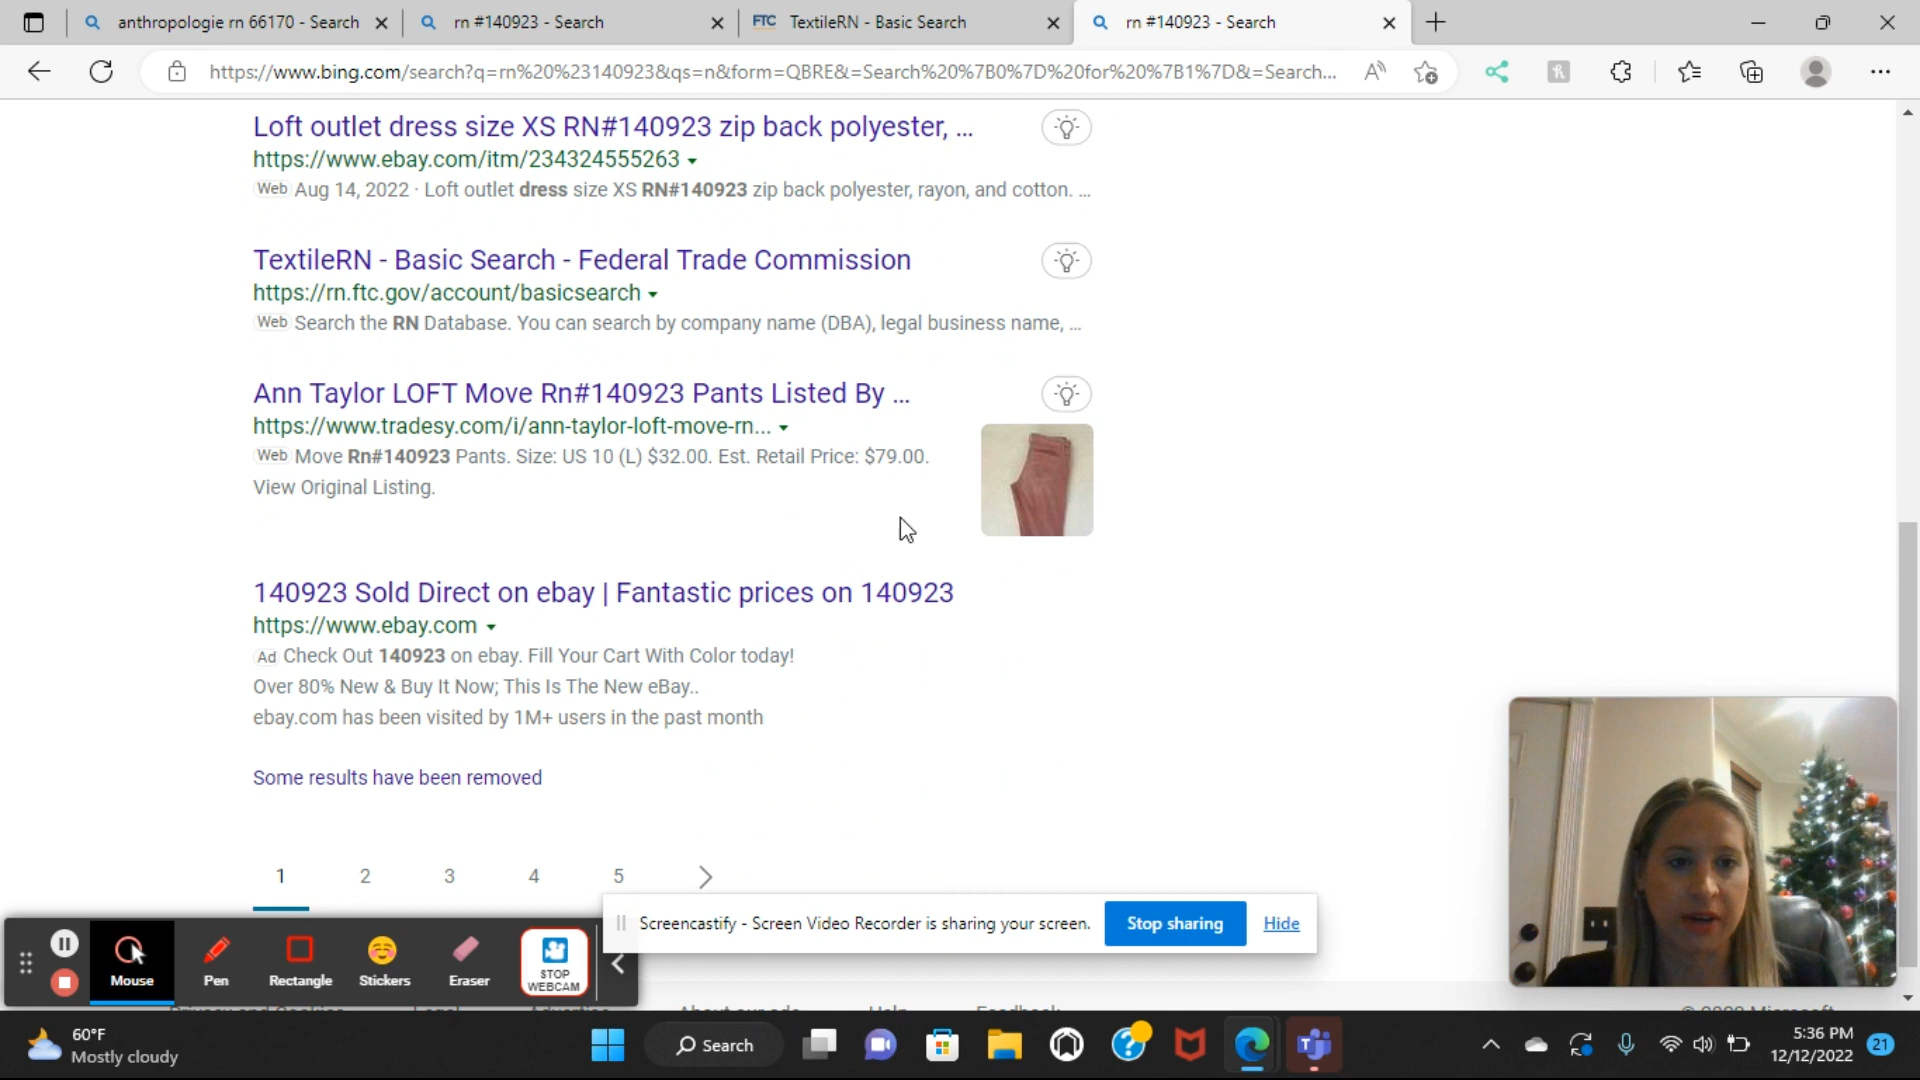 anthropologie rn 66170 - Search
rn #140923 - Search
FTC TextileRN - Basic Search
rn #140923 - Search
https://www.bing.com/search?q=rn%20%23140923&qs=n&form=QBRE&=Search%20%7B0%7D%20for%20%7B1%7D&=Search...
Loft outlet dress size XS RN#140923 zip back polyester, ...
https://www.ebay.com/itm/234324555263
Web Aug 14, 2022 · Loft outlet dress size XS RN#140923 zip back polyester, rayon, and cotton. ...
TextileRN - Basic Search - Federal Trade Commission
https://rn.ftc.gov/account/basicsearch
Web Search the RN Database. You can search by company name (DBA), legal business name, ...
Ann Taylor LOFT Move Rn#140923 Pants Listed By ...
https://www.tradesy.com/i/ann-taylor-loft-move-rn...
Web Move Rn#140923 Pants. Size: US 10 (L) $32.00. Est. Retail Price: $79.00.
View Original Listing.
140923 Sold Direct on ebay | Fantastic prices on 140923
https://www.ebay.com
Ad Check Out 140923 on ebay. Fill Your Cart With Color today!
Over 80% New & Buy It Now; This Is The New eBay..
ebay.com has been visited by 1M+ users in the past month
Some results have been removed
1 2 3 4 5
Screencastify - Screen Video Recorder is sharing your screen. Stop sharing Hide
Mouse Pen Rectangle Stickers Eraser STOP WEBCAM
60°F
Mostly cloudy
Search
5:36 PM
12/12/2022
21